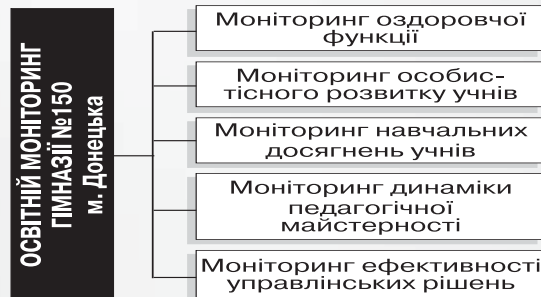 ОСВІТНІЙ МОНІТОРИНГ
ГІМНАЗІЇ №150
м. Донецька
Моніторинг оздоровчої
функції
Моніторинг особис-
тісного розвитку учнів
Моніторинг навчальних
досягнень учнів
Моніторинг динаміки
педагогічної
майстерності
Моніторинг ефективності
управлінських рішень